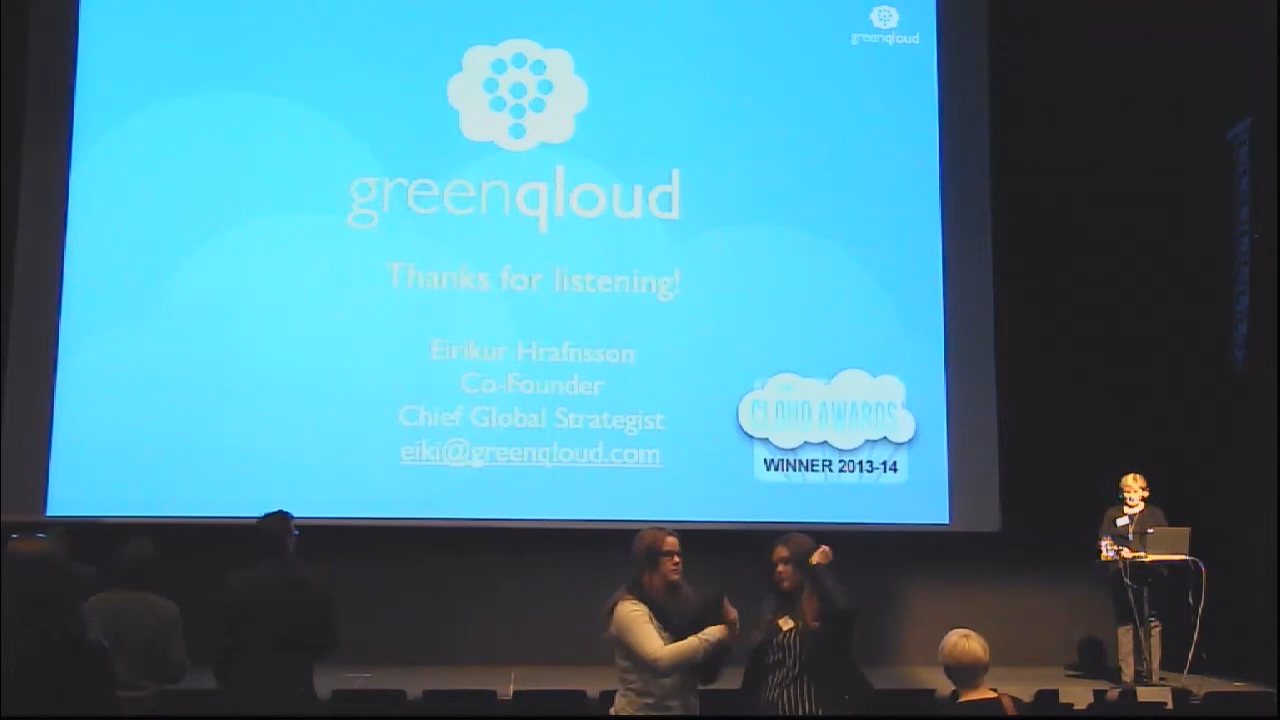 greenqloud
greenqloud
Thanks for listening!
Eirikur Hrafnsson
Co-Founder
Chief Global Strategist
eiki@greenqloud.com
CLOUD AWARDS
WINNER 2013-14